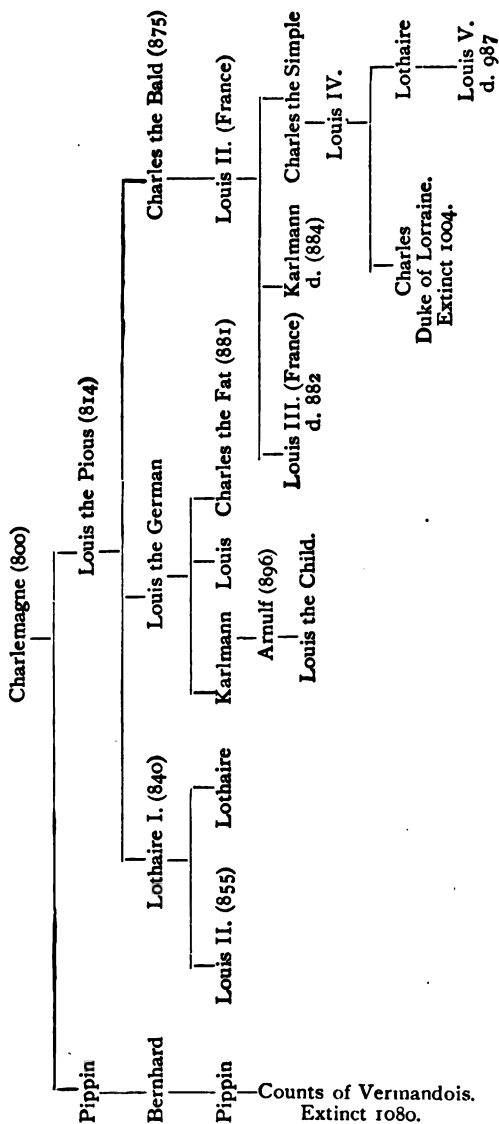 Charlemagne (800)
Pippin
Louis the Pious (814)
Bernhard
Lothaire I. (840)
Louis the German
Charles the Bald (875)
Pippin
Louis II. (855)
Lothaire
Karlmann
Louis
Charles the Fat (881)
Louis II. (France)
Counts of Vermandois.
Extinct 1080.
Arnulf (896)
Louis the Child.
Louis III. (France)
d. 882
Karlmann
d. (884)
Charles the Simple
Louis IV.
Charles
Duke of Lorraine.
Extinct 1004.
Lothaire
Louis V.
d. 987